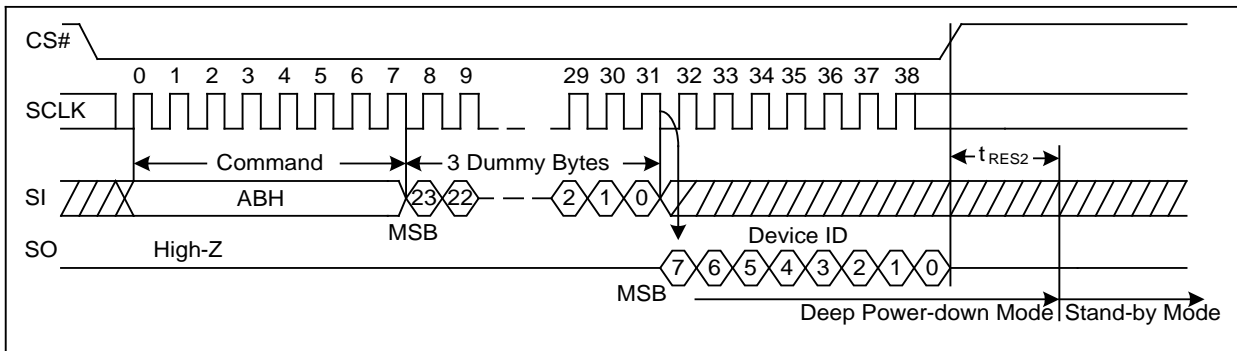 CS#
0 1 2 3 4 5 6 7 8 9 29 30 31 32 33 34 35 36 37 38
SCLK
Command 3 Dummy Bytes tRES2
SI ABH 23 22 2 1 0
MSB
SO High-Z Device ID
7 6 5 4 3 2 1 0
MSB
Deep Power-down Mode Stand-by Mode